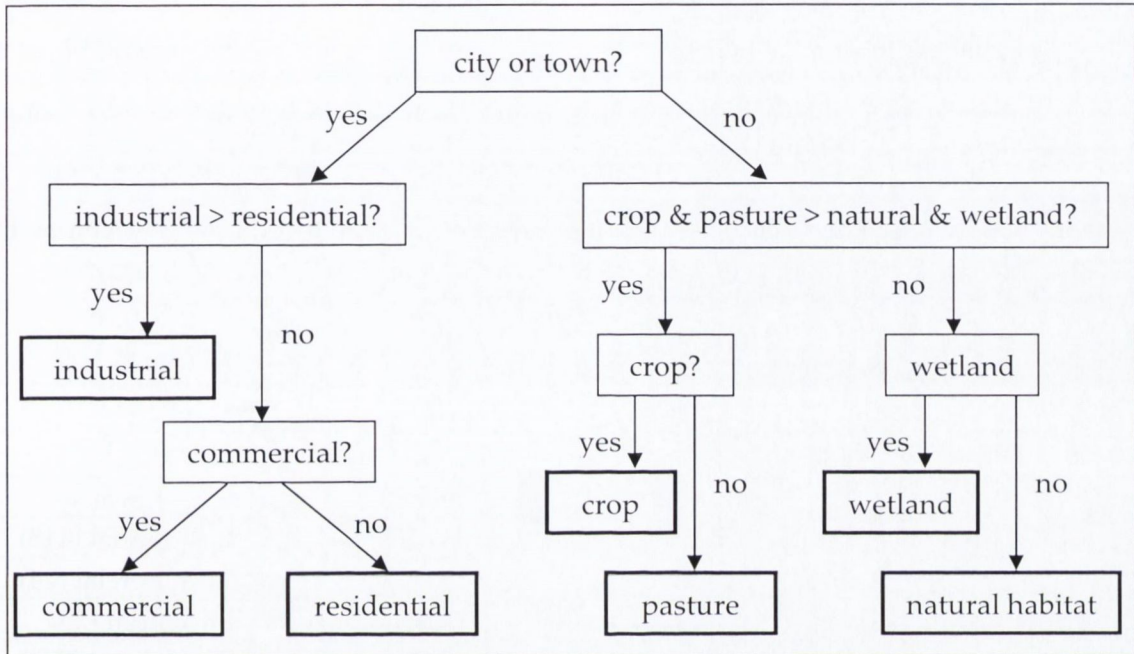 city or town?
yes
no
industrial > residential?
crop & pasture > natural & wetland?
yes
no
yes
no
industrial
crop?
wetland
commercial?
yes
no
yes
no
crop
wetland
yes
no
commercial
residential
pasture
natural habitat